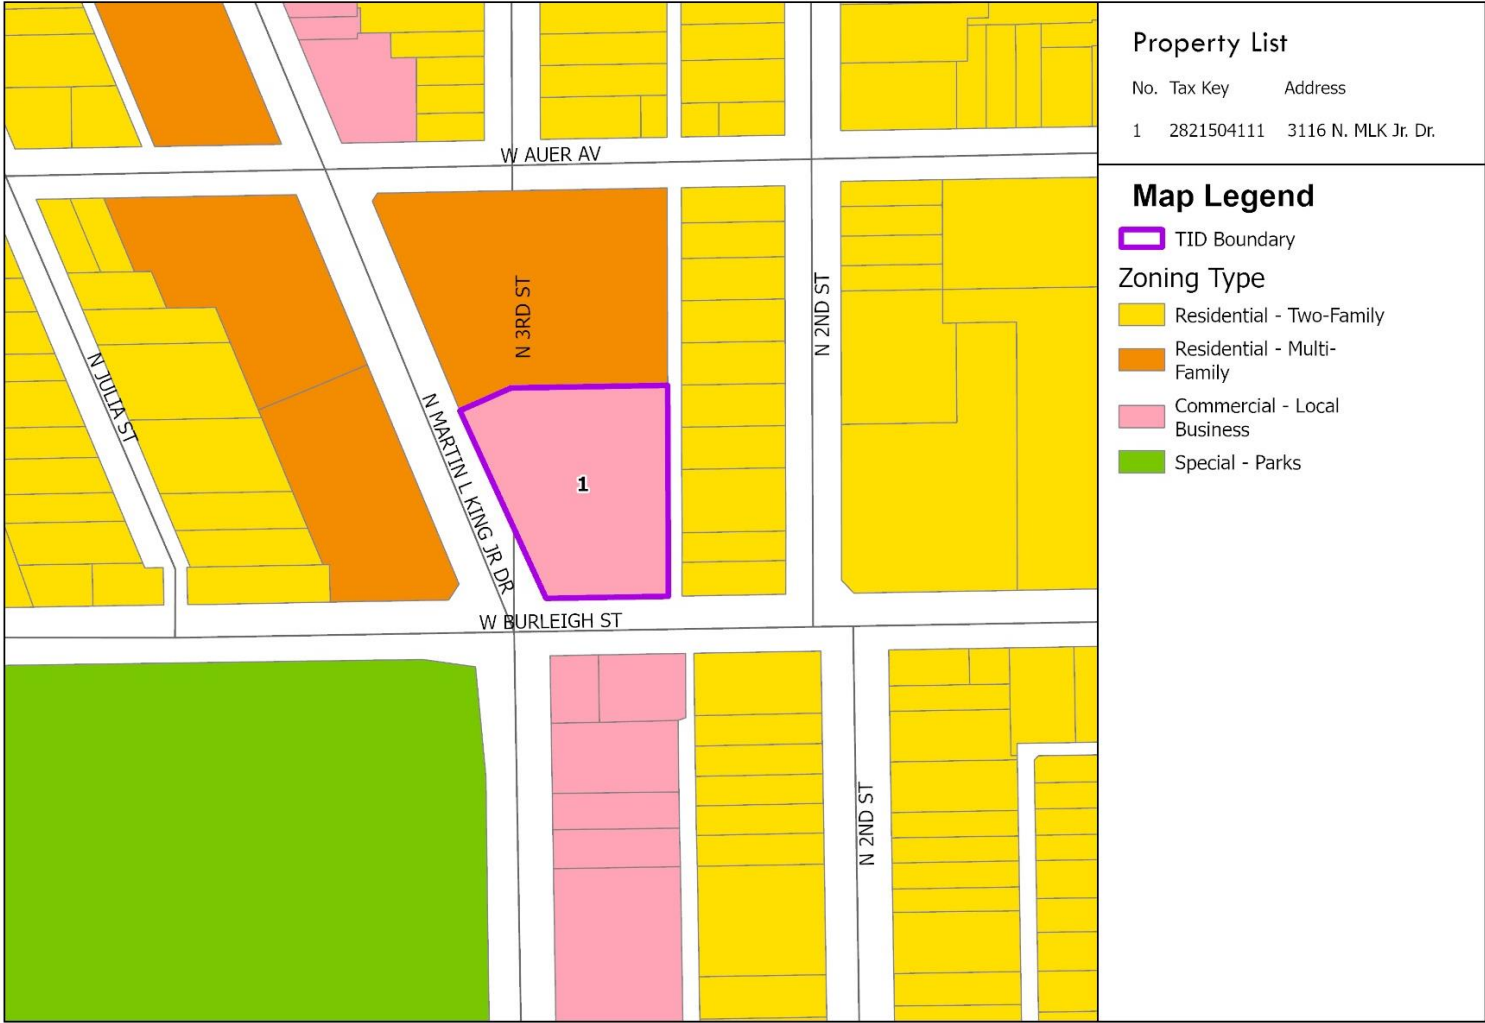 Property List
No. Tax Key Address
1 2821504111 3116 N. MLK Jr. Dr.
Map Legend
TID Boundary
Zoning Type
Residential - Two-Family
Residential - Multi-
Family
Commercial - Local
Business
Special - Parks
W AUER AV
N 3RD ST
N 2ND ST
N JULIA ST
N MARTIN L KING JR DR
1
W BURLEIGH ST
N 2ND ST